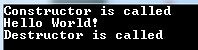 Constructor is called
Hello World!
Destructor is called